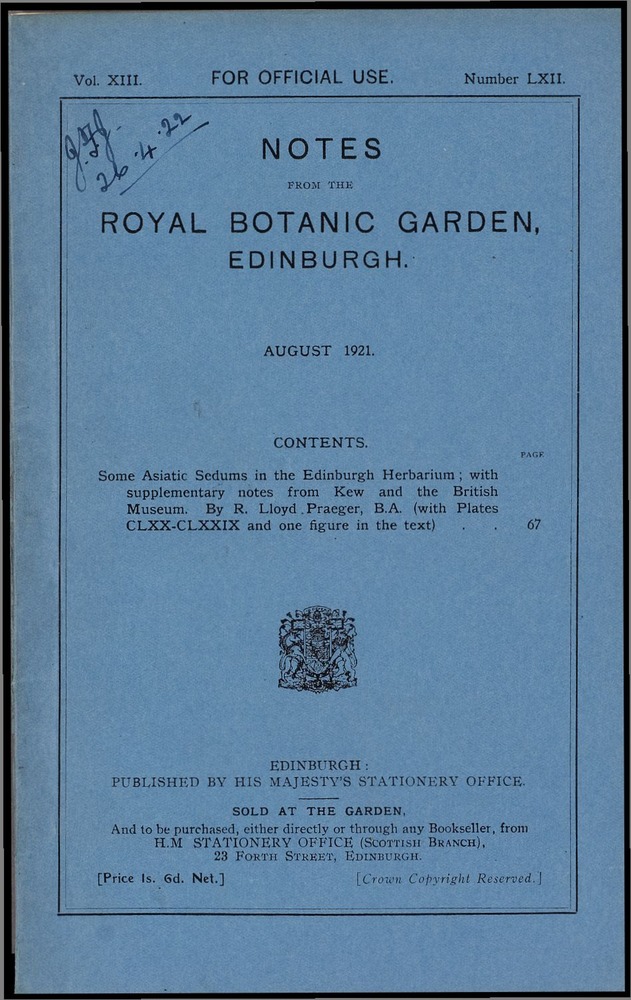 Vol. XIII. FOR OFFICIAL USE. Number LXII.
26.4.22
NOTES
FROM THE
ROYAL BOTANIC GARDEN,
EDINBURGH.
AUGUST 1921.
CONTENTS.
PAGE
Some Asiatic Sedums in the Edinburgh Herbarium ; with
supplementary notes from Kew and the British
Museum. By R. Lloyd Praeger, B.A. (with Plates
CLXX-CLXXIX and one figure in the text) . . 67
EDINBURGH :
PUBLISHED BY HIS MAJESTY'S STATIONERY OFFICE.
SOLD AT THE GARDEN,
And to be purchased, either directly or through any Bookseller, from
H.M STATIONERY OFFICE (SCOTTISH BRANCH),
23 FORTH STREET, EDINBURGH.
[Price 1s. 6d. Net.] [Crown Copyright Reserved.]